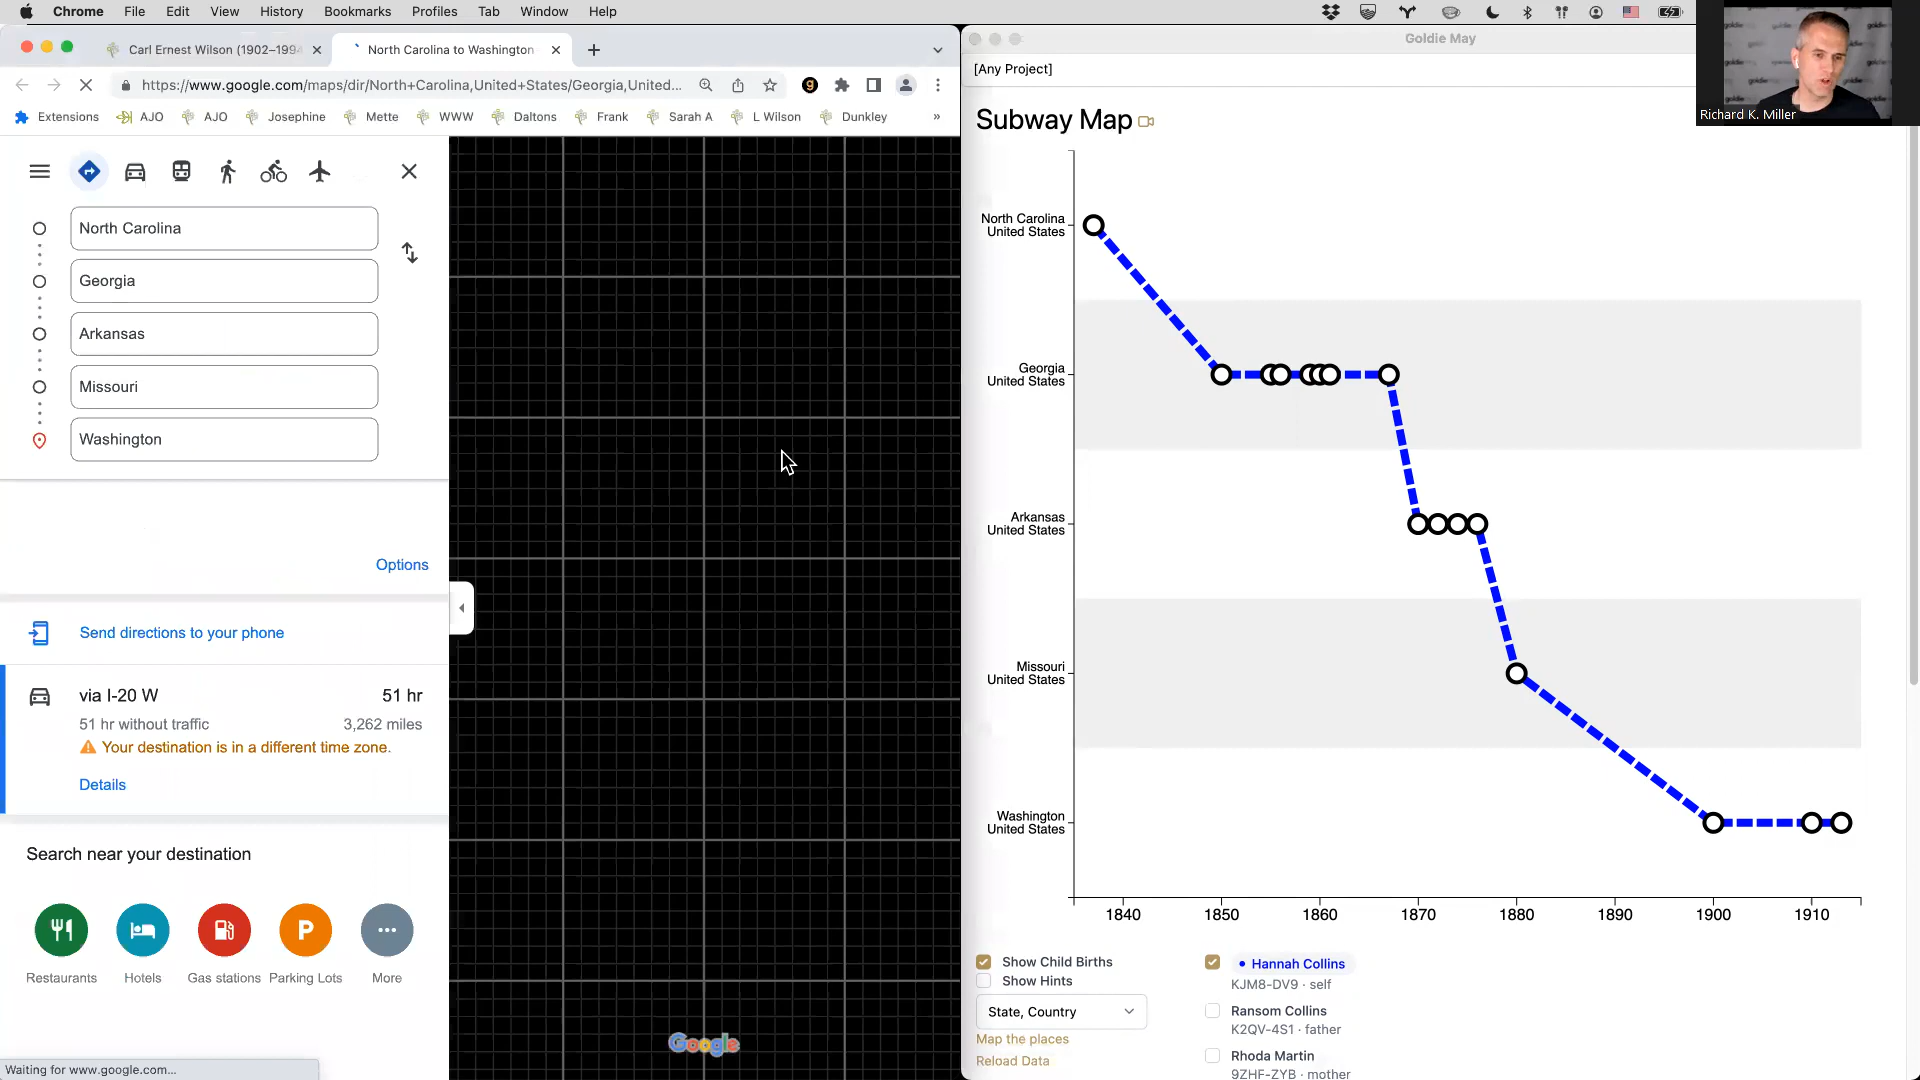 Chrome File Edit View History Bookmarks Profiles Tab Window Help
Carl Ernest Wilson (1902–199
North Carolina to Washington
https://www.google.com/maps/dir/North+Carolina,United+States/Georgia,United...
Extensions AJO AJO Josephine Mette WWW Daltons Frank Sarah A L Wilson Dunkley »
North Carolina
Georgia
Arkansas
Missouri
Washington
Options
Send directions to your phone
via I-20 W 51 hr
51 hr without traffic 3,262 miles
Your destination is in a different time zone.
Details
Search near your destination
Restaurants Hotels Gas stations Parking Lots More
P
Waiting for www.google.com...
Google
Goldie May
[Any Project]
Subway Map
North Carolina
United States
Georgia
United States
Arkansas
United States
Missouri
United States
Washington
United States
1840 1850 1860 1870 1880 1890 1900 1910
Show Child Births
Show Hints
State, Country
Map the places
Reload Data
Hannah Collins
KJM8-DV9 · self
Ransom Collins
K2QV-4S1 · father
Rhoda Martin
9ZHF-ZYB · mother
Richard K. Miller